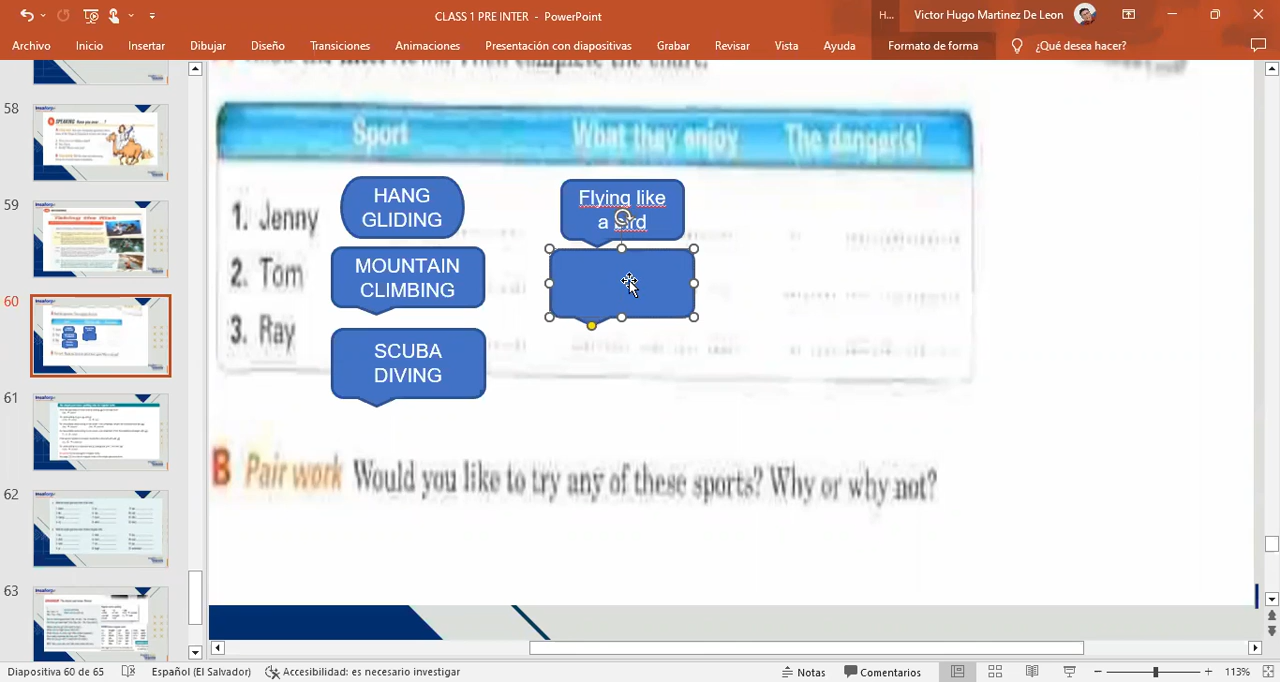 CLASS 1 PRE INTER - PowerPoint
H...
Victor Hugo Martinez De Leon
Archivo Inicio Insertar Dibujar Diseño Transiciones Animaciones Presentación con diapositivas Grabar Revisar Vista Ayuda Formato de forma ¿Qué desea hacer?
Sport What they enjoy The danger(s)
1. Jenny
HANG
GLIDING
Flying like
a bird
2. Tom
MOUNTAIN
CLIMBING
3. Ray
SCUBA
DIVING
B Pair work Would you like to try any of these sports? Why or why not?
58
59
60
61
62
63
Diapositiva 60 de 65 Español (El Salvador) Accesibilidad: es necesario investigar Notas Comentarios 113%